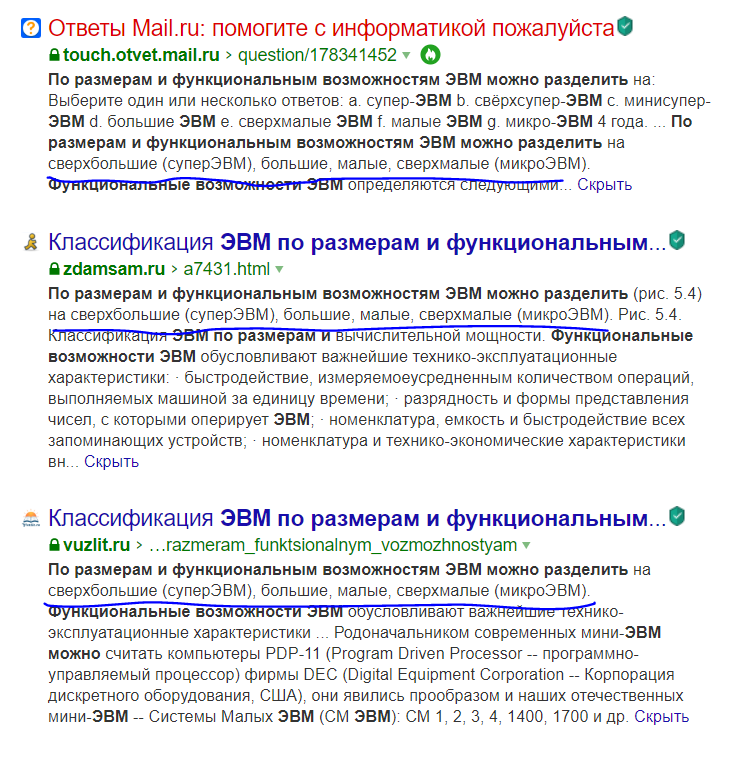 Ответы Mail.ru: помогите с информатикой пожалуйста
touch.otvet.mail.ru › question/178341452
По размерам и функциональным возможностям ЭВМ можно разделить на:
Выберите один или несколько ответов: a. супер-ЭВМ b. свёрхсупер-ЭВМ c. минисупер-
ЭВМ d. большие ЭВМ e. сверхмалые ЭВМ f. малые ЭВМ g. микро-ЭВМ 4 года. ... По
размерам и функциональным возможностям ЭВМ можно разделить на
сверхбольшие (суперЭВМ), большие, малые, сверхмалые (микроЭВМ).
Функциональные возможности ЭВМ определяются следующими... Скрыть
Классификация ЭВМ по размерам и функциональным...
zdamsam.ru › a7431.html
По размерам и функциональным возможностям ЭВМ можно разделить (рис. 5.4)
на сверхбольшие (суперЭВМ), большие, малые, сверхмалые (микроЭВМ). Рис. 5.4.
Классификация ЭВМ по размерам и вычислительной мощности. Функциональные
возможности ЭВМ обусловливают важнейшие технико-эксплуатационные
характеристики: · быстродействие, измеряемоеусредненным количеством операций,
выполняемых машиной за единицу времени; · разрядность и формы представления
чисел, с которыми оперирует ЭВМ; · номенклатура, емкость и быстродействие всех
запоминающих устройств; · номенклатура и технико-экономические характеристики
вн... Скрыть
Классификация ЭВМ по размерам и функциональным...
vuzlit.ru › ...razmeram_funktsionalnym_vozmozhnostyam
По размерам и функциональным возможностям ЭВМ можно разделить на
сверхбольшие (суперЭВМ), большие, малые, сверхмалые (микроЭВМ).
Функциональные возможности ЭВМ обусловливают важнейшие технико-
эксплуатационные характеристики ... Родоначальником современных мини-ЭВМ
можно считать компьютеры PDP-11 (Program Driven Processor -- программно-
управляемый процессор) фирмы DEC (Digital Equipment Corporation -- Корпорация
дискретного оборудования, США), они явились прообразом и наших отечественных
мини-ЭВМ -- Системы Малых ЭВМ (СМ ЭВМ): СМ 1, 2, 3, 4, 1400, 1700 и др. Скрыть